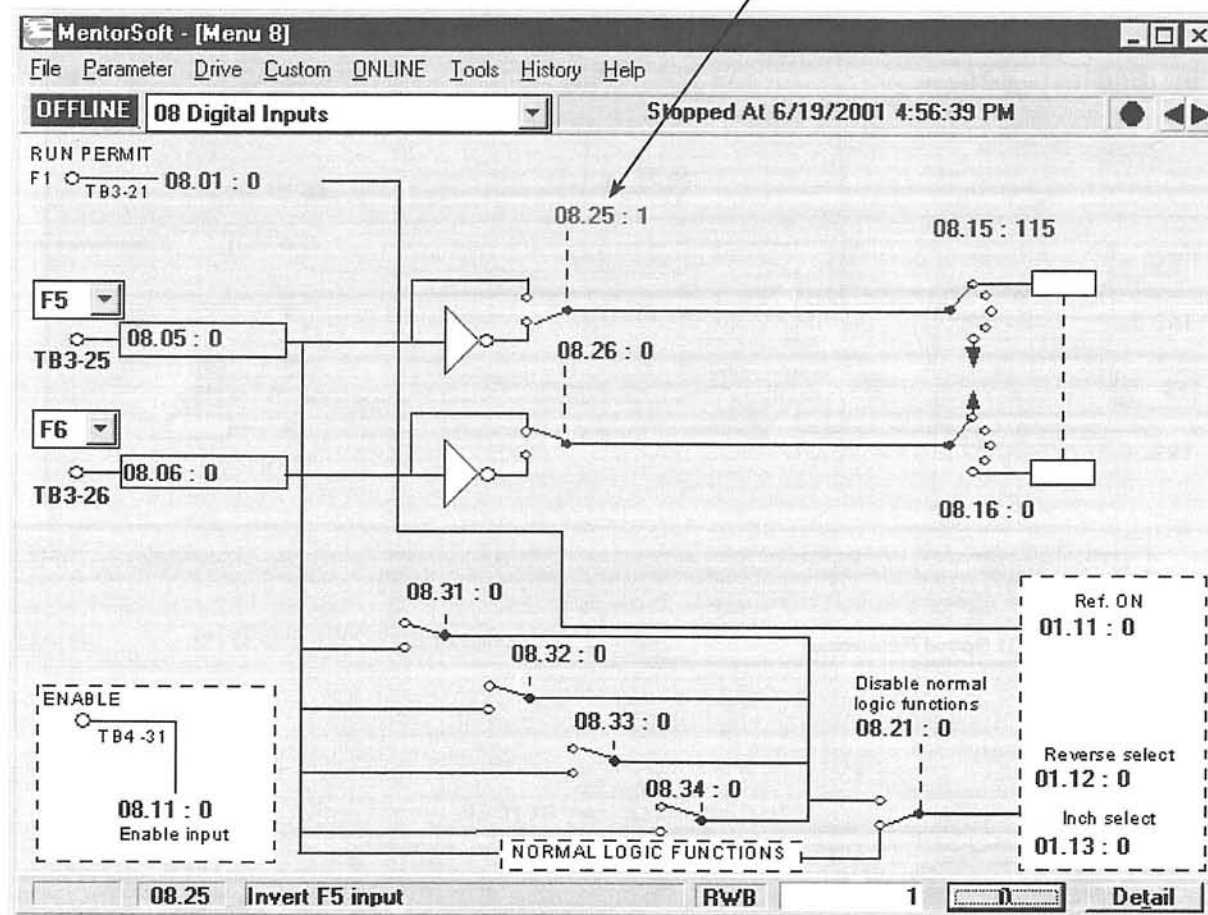 MentorSoft - [Menu 8]
File Parameter Drive Custom ONLINE Tools History Help
OFFLINE 08 Digital Inputs Stopped At 6/19/2001 4:56:39 PM
RUN PERMIT
F1 TB3-21 08.01 : 0
08.25 : 1
08.15 : 115
F5
08.05 : 0
TB3-25
08.26 : 0
F6
08.06 : 0
TB3-26
08.16 : 0
08.31 : 0
Ref. ON
01.11 : 0
08.32 : 0
Disable normal
logic functions
08.21 : 0
ENABLE
TB4-31
08.33 : 0
Reverse select
01.12 : 0
08.34 : 0
08.11 : 0
Enable input
Inch select
01.13 : 0
NORMAL LOGIC FUNCTIONS
08.25 Invert F5 input RWB 1 0 Detail